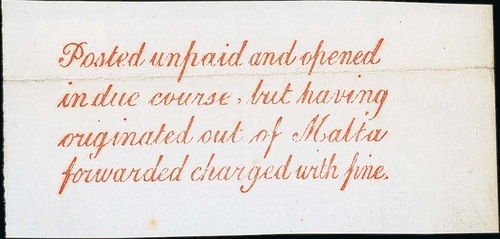 Posted unpaid and opened
in due course, but having
originated out of Malta
forwarded charged with fine.